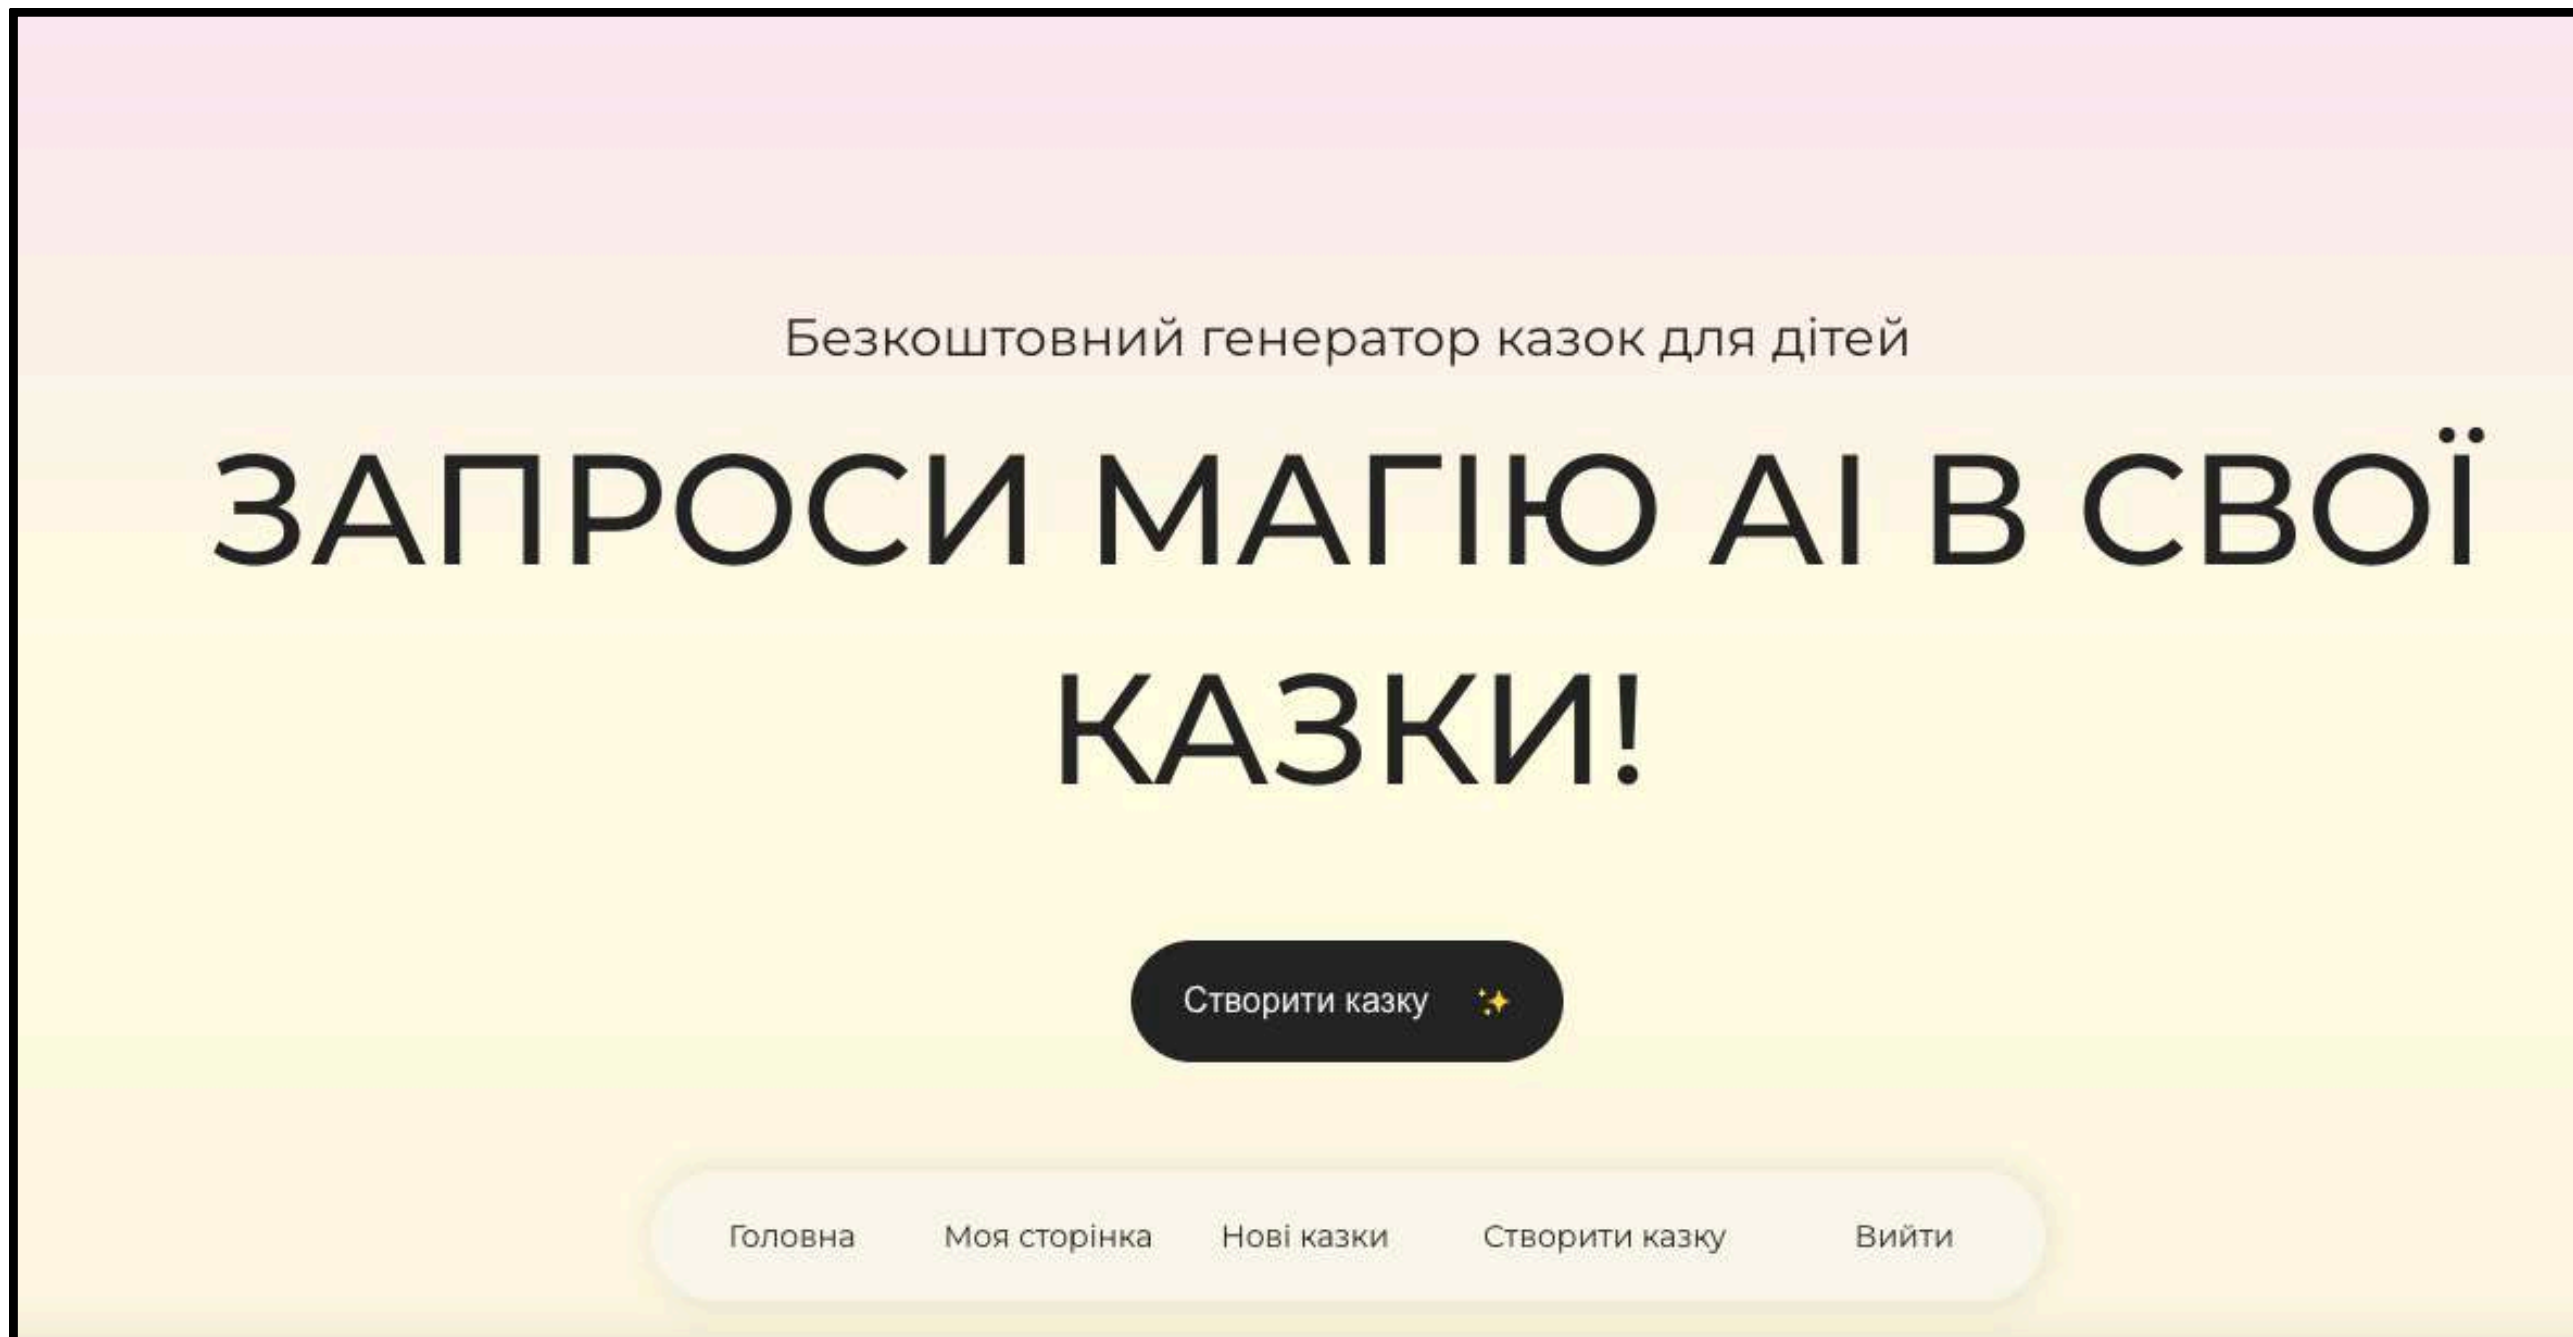 Безкоштовний генератор казок для дітей
ЗАПРОСИ МАГІЮ АІ В СВОЇ
КАЗКИ!
Створити казку ✨
Головна Моя сторінка Нові казки Створити казку Вийти